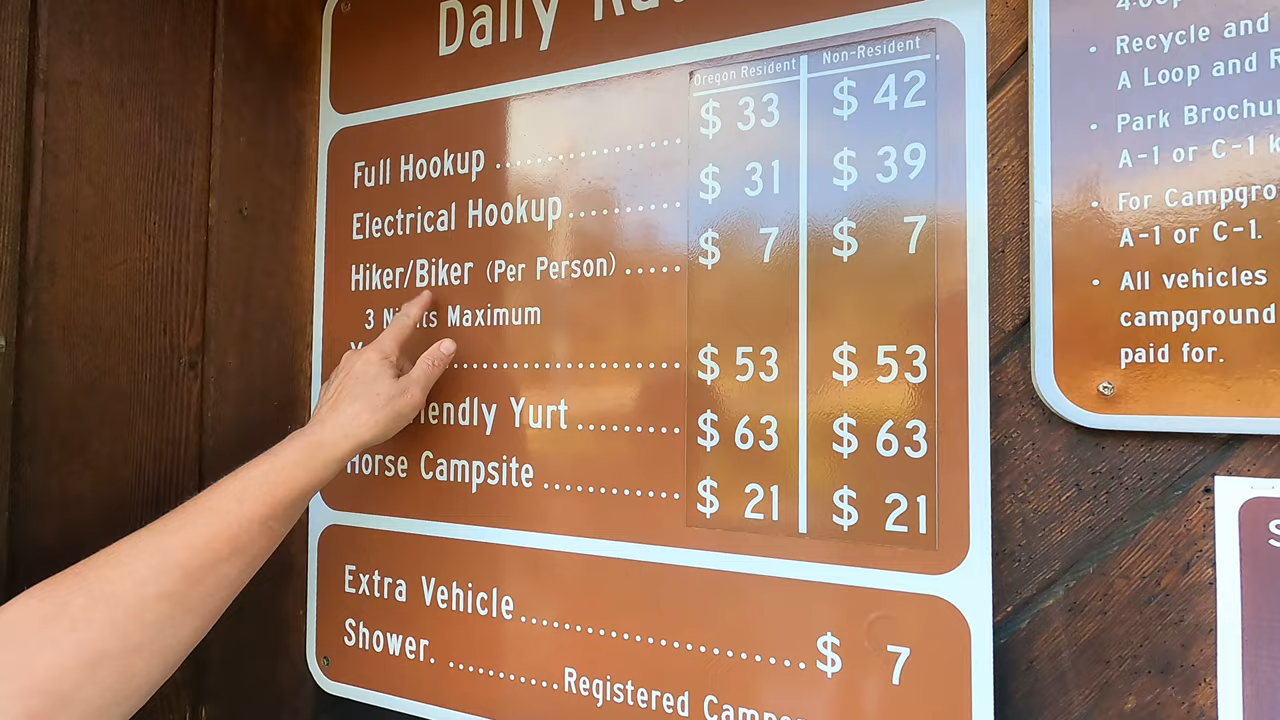 Daily
Oregon Resident Non-Resident
Full Hookup .................... $ 33 $ 42
Electrical Hookup ............ $ 31 $ 39
Hiker/Biker (Per Person) ..... $ 7 $ 7
3 Maximum
.......................... $ 53 $ 53
Yurt ......... $ 63 $ 63
Horse Campsite ............... $ 21 $ 21
Extra Vehicle .......................... $ 7
Shower. ........... Registered
• Recycle and
A Loop and
• Park
A-1 or C-1
• For
A-1 or C-1.
• All vehicles
campground
paid for.